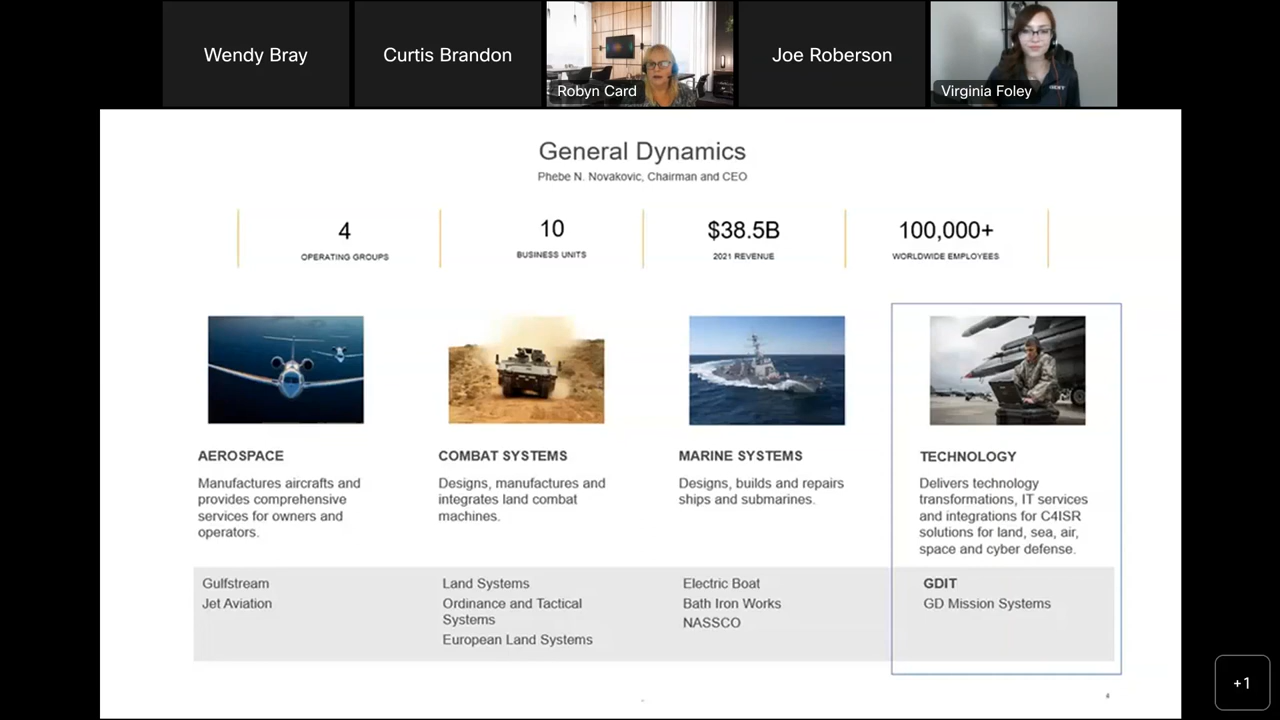 Wendy Bray
Curtis Brandon
Robyn Card
Joe Roberson
Virginia Foley
GDIT
General Dynamics
Phebe N. Novakovic, Chairman and CEO
4
OPERATING GROUPS
10
BUSINESS UNITS
$38.5B
2021 REVENUE
100,000+
WORLDWIDE EMPLOYEES
AEROSPACE
Manufactures aircrafts and
provides comprehensive
services for owners and
operators.
COMBAT SYSTEMS
Designs, manufactures and
integrates land combat
machines.
MARINE SYSTEMS
Designs, builds and repairs
ships and submarines.
TECHNOLOGY
Delivers technology
transformations, IT services
and integrations for C4ISR
solutions for land, sea, air,
space and cyber defense.
Gulfstream
Jet Aviation
Land Systems
Ordinance and Tactical
Systems
European Land Systems
Electric Boat
Bath Iron Works
NASSCO
GDIT
GD Mission Systems
+1